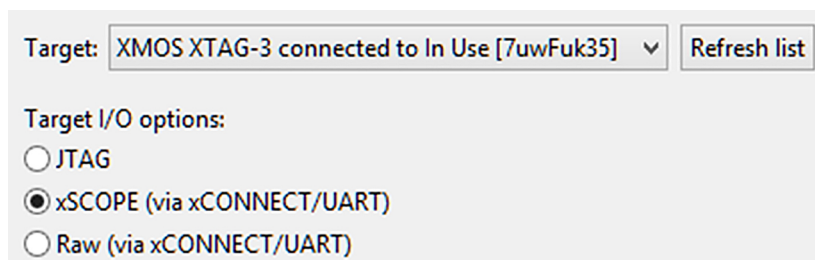 Target: XMOS XTAG-3 connected to In Use [7uwFuk35] Refresh list
Target I/O options:
JTAG
xSCOPE (via xCONNECT/UART)
Raw (via xCONNECT/UART)